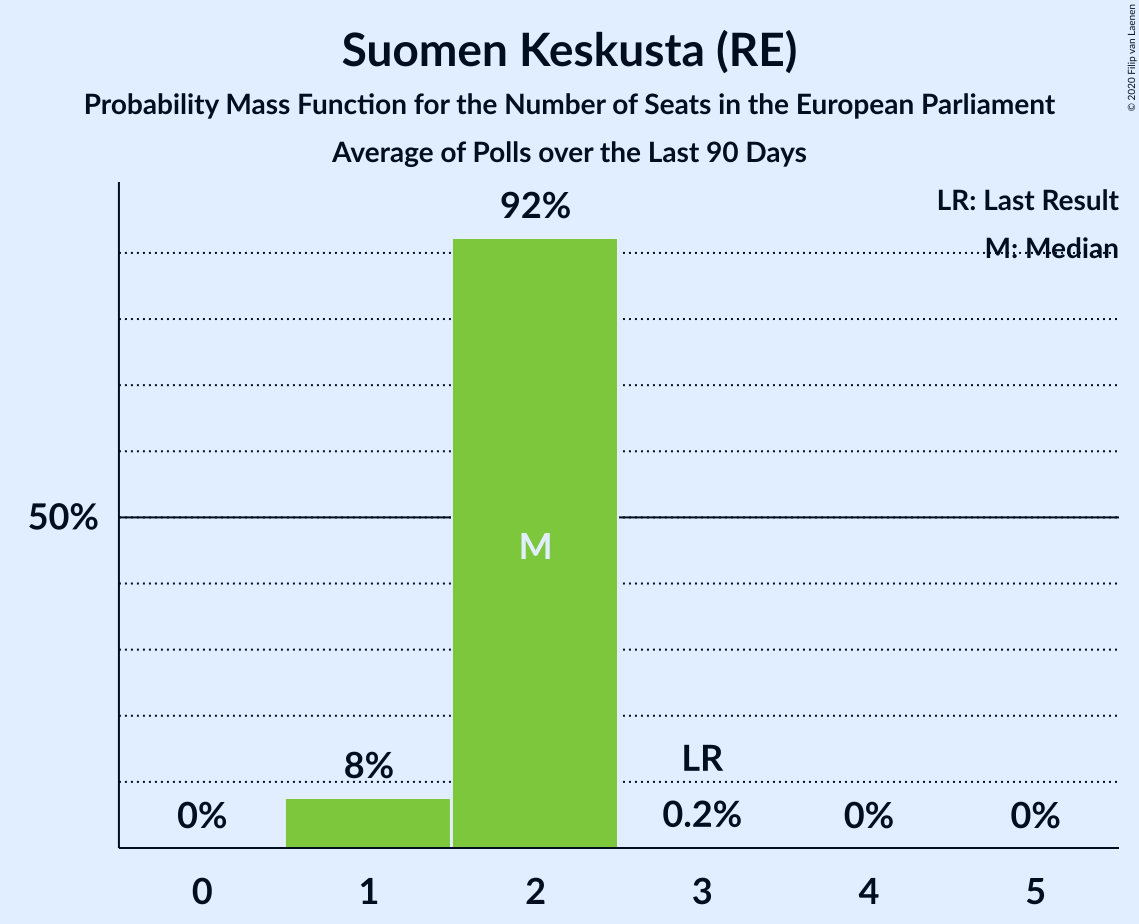 Suomen Keskusta (RE)
Probability Mass Function for the Number of Seats in the European Parliament
Average of Polls over the Last 90 Days
© 2020 Filip van Laenen
LR: Last Result
M: Median
92%
50%
M
8%
LR
0%
0.2%
0%
0%
0 1 2 3 4 5